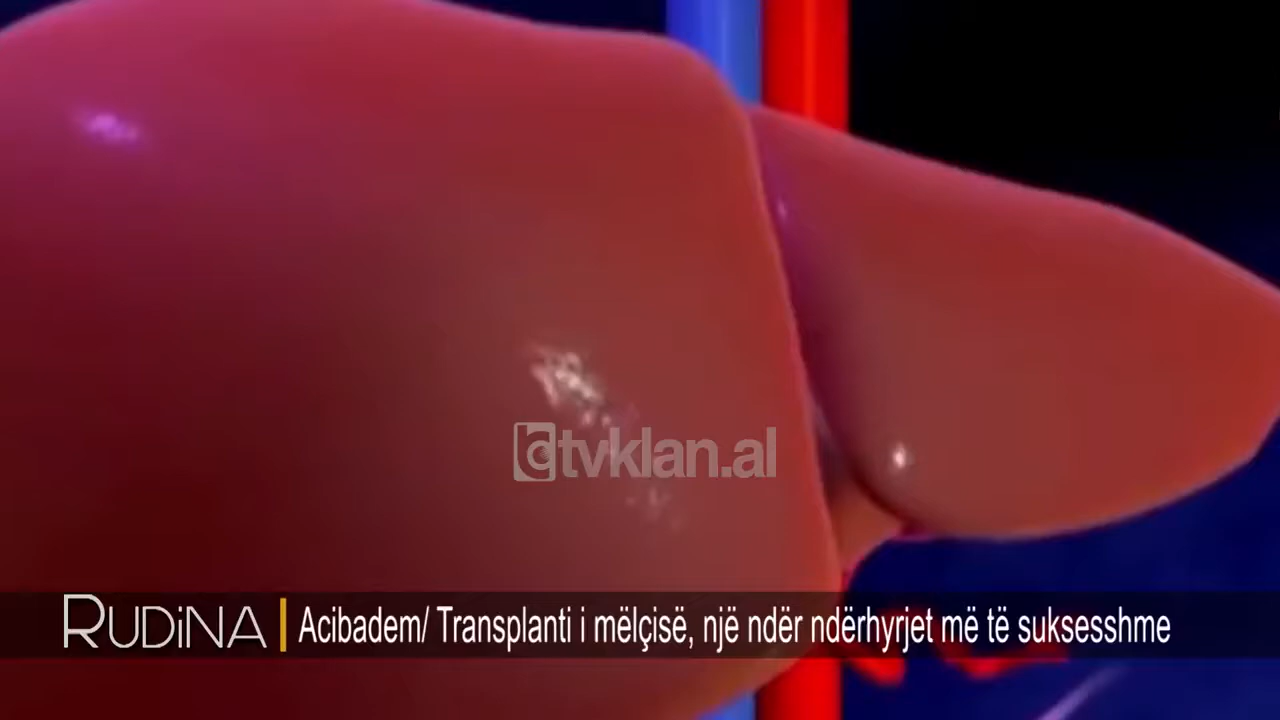 tvklan.al
RUDiNA
Acibadem/ Transplanti i mëlçisë, një ndër ndërhyrjet më të suksesshme